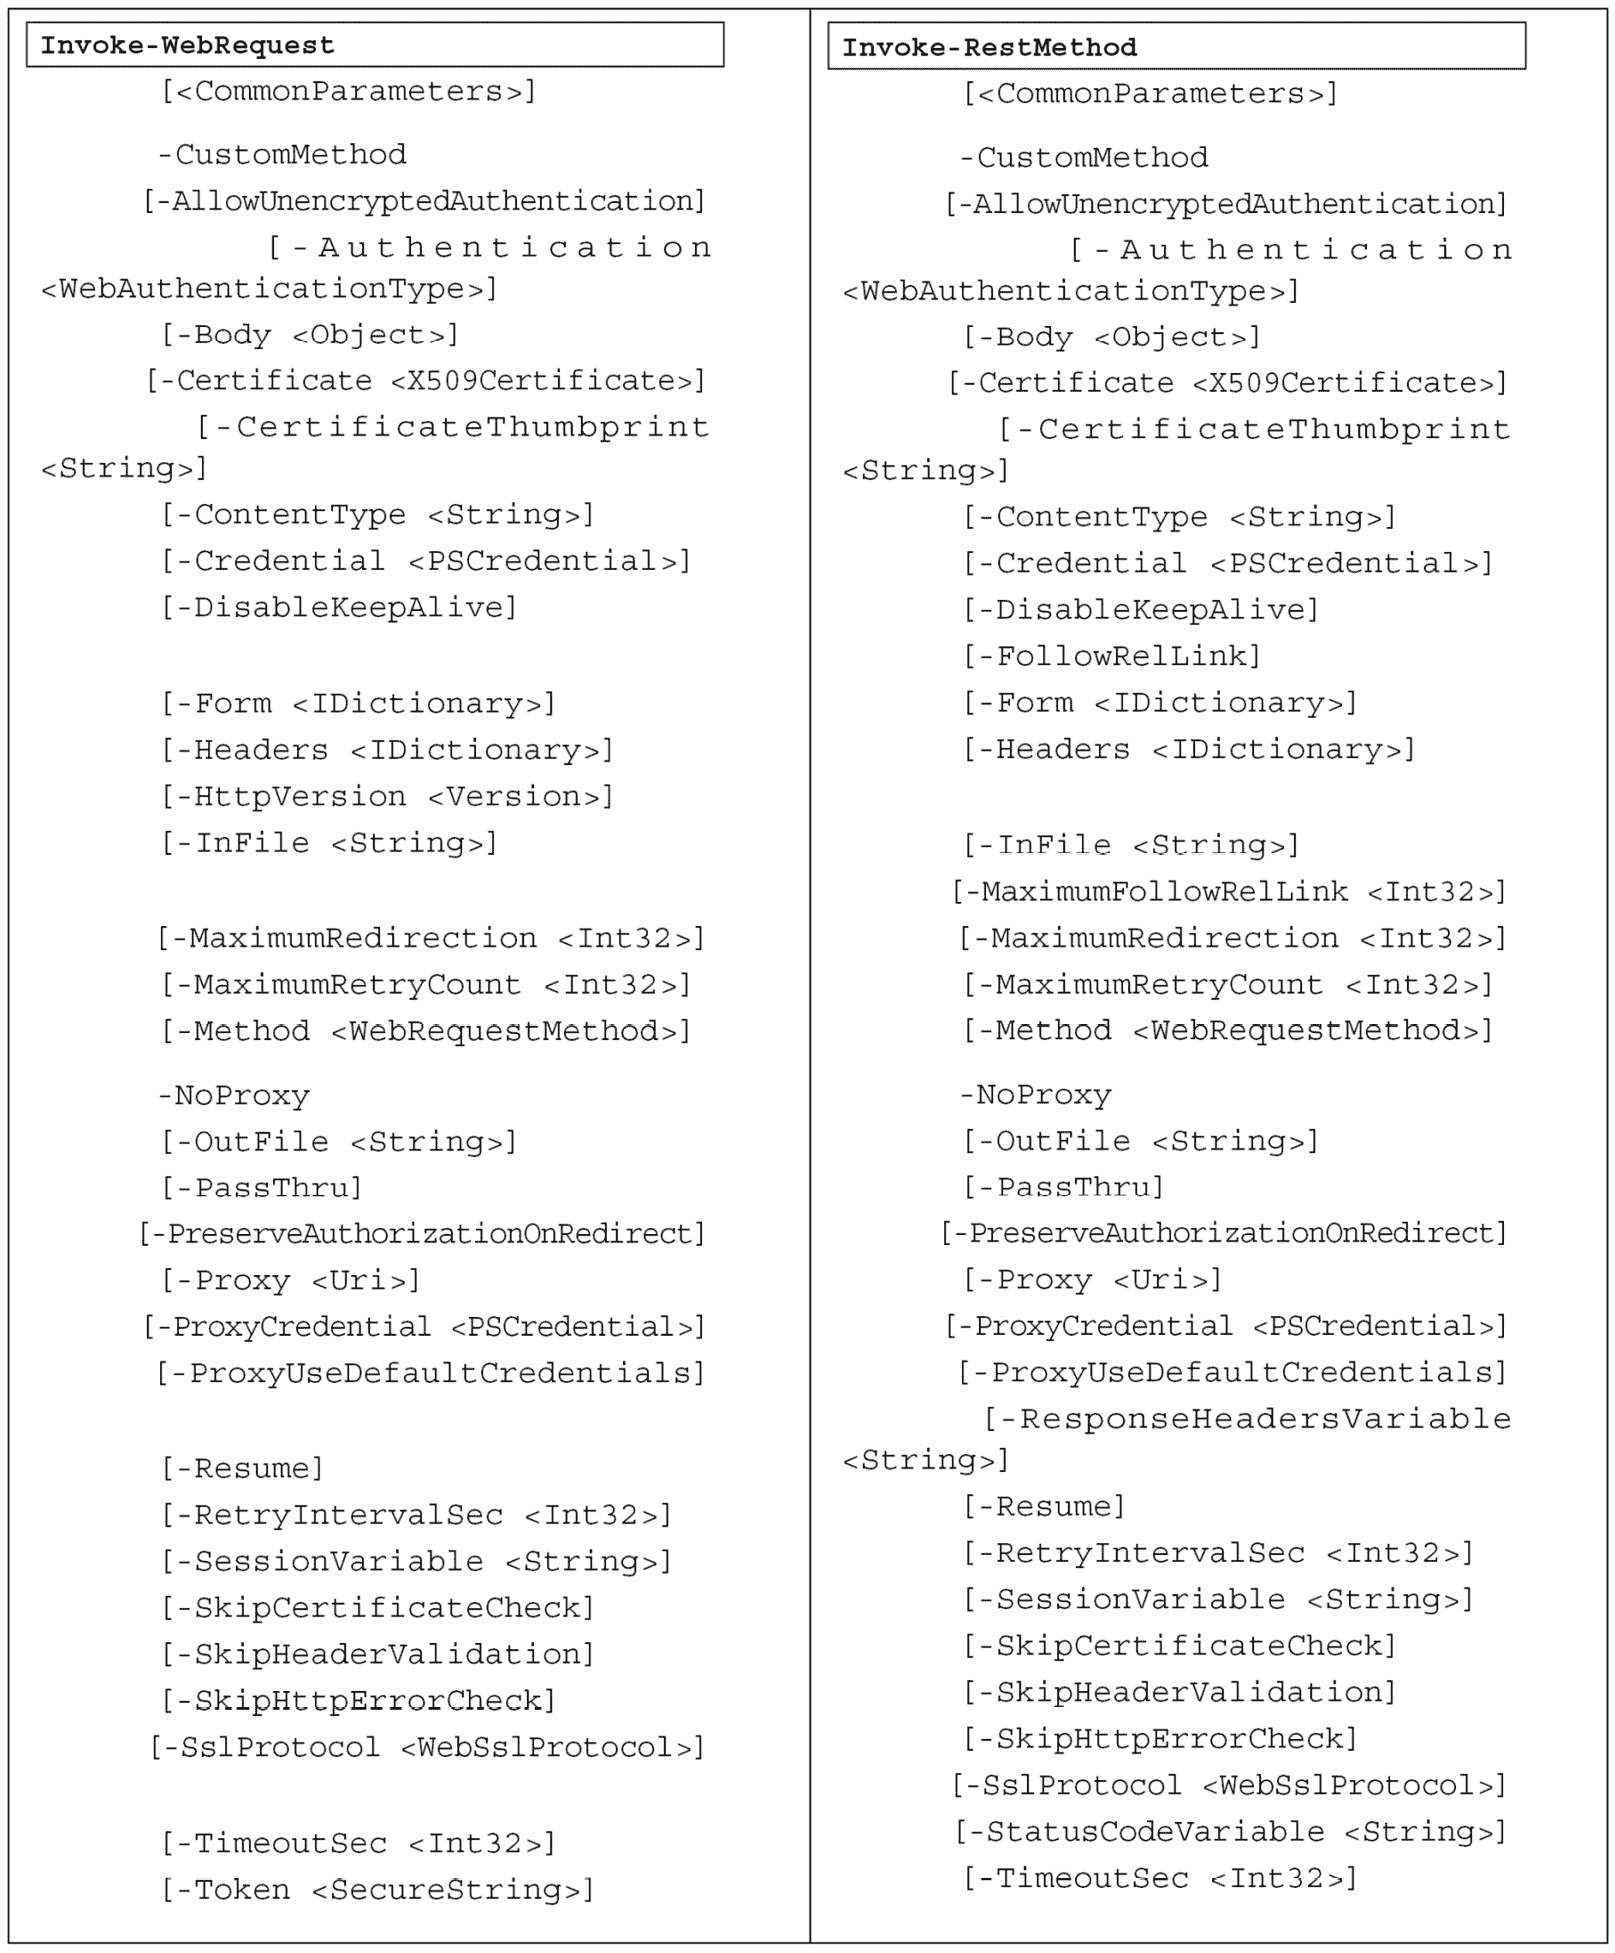 Invoke-WebRequest
[<CommonParameters>]
-CustomMethod
[-AllowUnencryptedAuthentication]
[-Authentication
<WebAuthenticationType>]
[-Body <Object>]
[-Certificate <X509Certificate>]
[-CertificateThumbprint
<String>]
[-ContentType <String>]
[-Credential <PSCredential>]
[-DisableKeepAlive]
[-Form <IDictionary>]
[-Headers <IDictionary>]
[-HttpVersion <Version>]
[-InFile <String>]
[-MaximumRedirection <Int32>]
[-MaximumRetryCount <Int32>]
[-Method <WebRequestMethod>]
-NoProxy
[-OutFile <String>]
[-PassThru]
[-PreserveAuthorizationOnRedirect]
[-Proxy <Uri>]
[-ProxyCredential <PSCredential>]
[-ProxyUseDefaultCredentials]
[-Resume]
[-RetryIntervalSec <Int32>]
[-SessionVariable <String>]
[-SkipCertificateCheck]
[-SkipHeaderValidation]
[-SkipHttpErrorCheck]
[-SslProtocol <WebSslProtocol>]
[-TimeoutSec <Int32>]
[-Token <SecureString>]
Invoke-RestMethod
[<CommonParameters>]
-CustomMethod
[-AllowUnencryptedAuthentication]
[-Authentication
<WebAuthenticationType>]
[-Body <Object>]
[-Certificate <X509Certificate>]
[-CertificateThumbprint
<String>]
[-ContentType <String>]
[-Credential <PSCredential>]
[-DisableKeepAlive]
[-FollowRelLink]
[-Form <IDictionary>]
[-Headers <IDictionary>]
[-InFile <String>]
[-MaximumFollowRelLink <Int32>]
[-MaximumRedirection <Int32>]
[-MaximumRetryCount <Int32>]
[-Method <WebRequestMethod>]
-NoProxy
[-OutFile <String>]
[-PassThru]
[-PreserveAuthorizationOnRedirect]
[-Proxy <Uri>]
[-ProxyCredential <PSCredential>]
[-ProxyUseDefaultCredentials]
[-ResponseHeadersVariable
<String>]
[-Resume]
[-RetryIntervalSec <Int32>]
[-SessionVariable <String>]
[-SkipCertificateCheck]
[-SkipHeaderValidation]
[-SkipHttpErrorCheck]
[-SslProtocol <WebSslProtocol>]
[-StatusCodeVariable <String>]
[-TimeoutSec <Int32>]